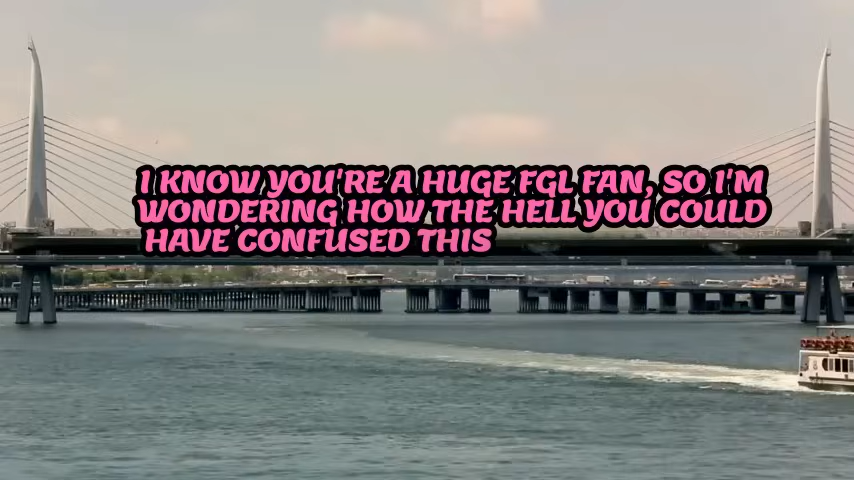 I KNOW YOU'RE A HUGE FGL FAN, SO I'M
WONDERING HOW THE HELL YOU COULD
HAVE CONFUSED THIS